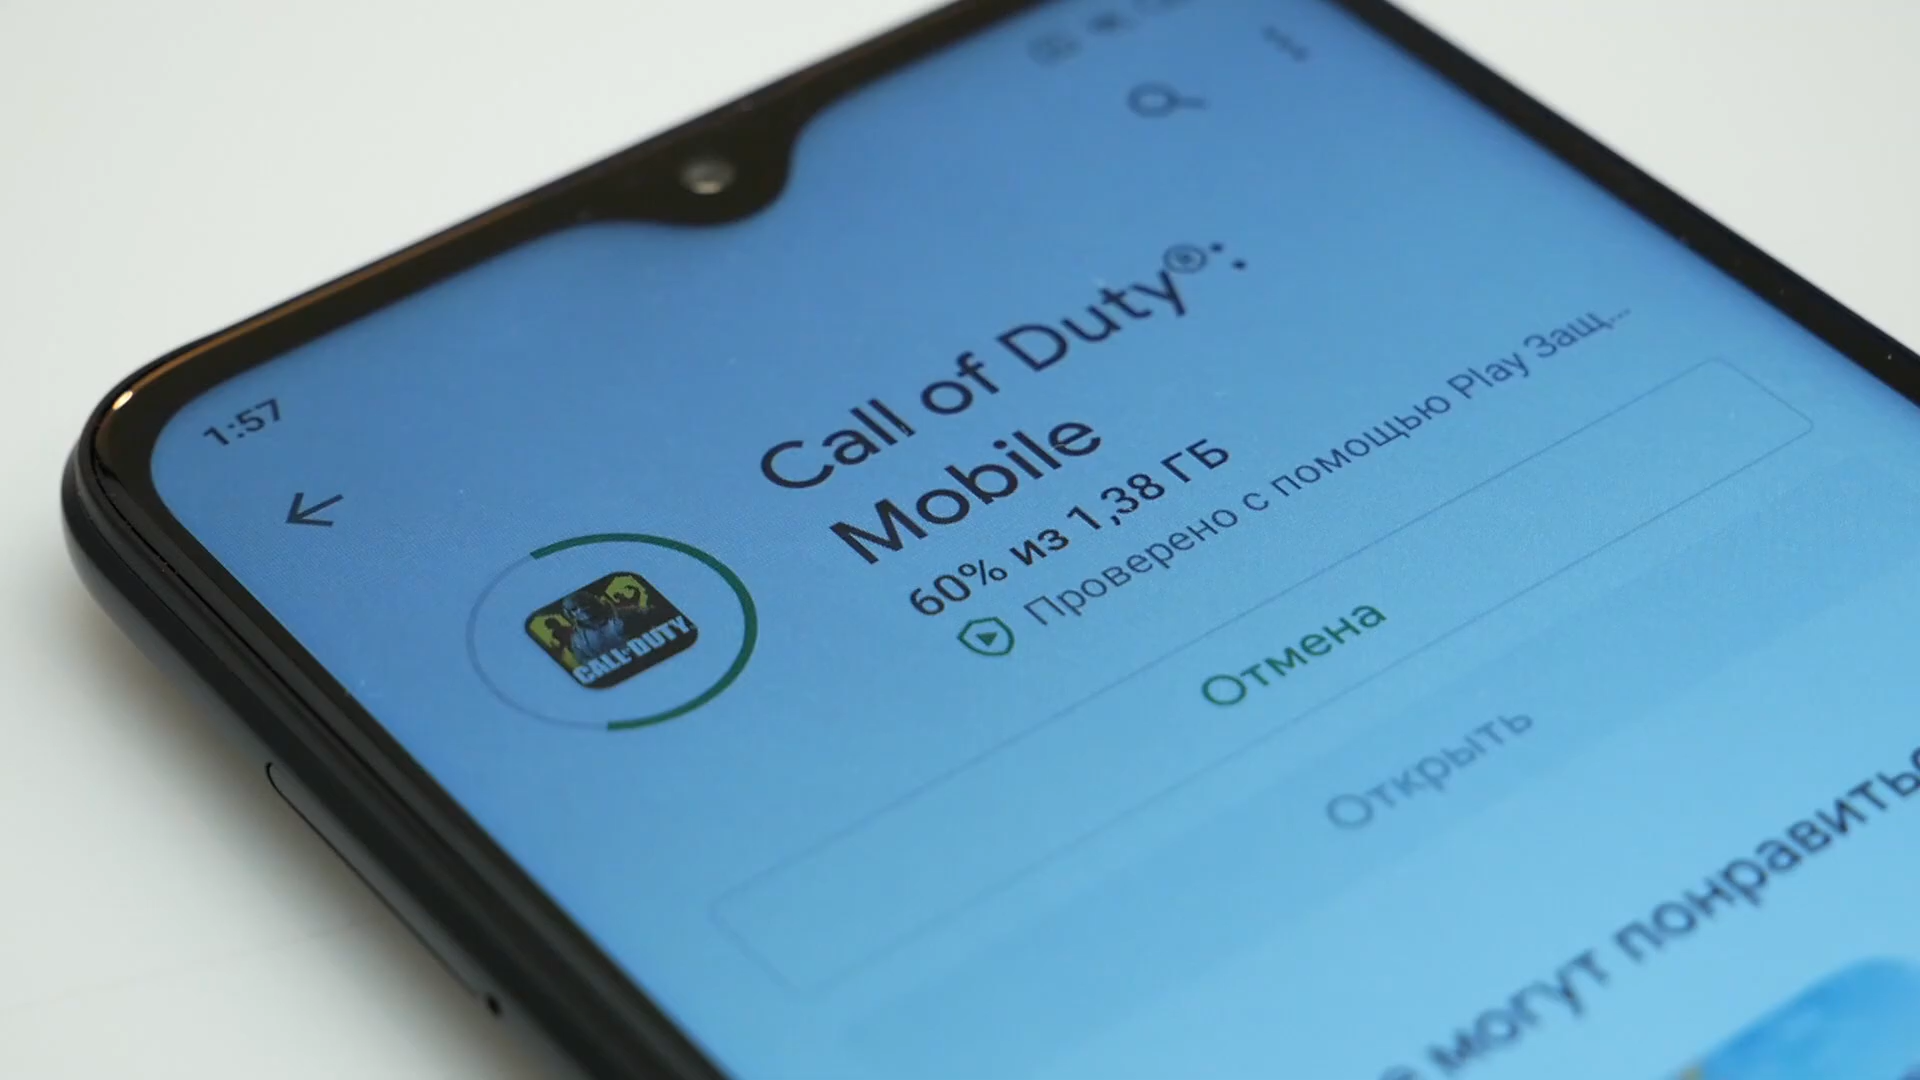 1:57
Call of Duty®:
Mobile
60% из 1,38 ГБ
Проверено с помощью Play Защ...
CALL OF DUTY
Отмена
Открыть
могут понравитьс